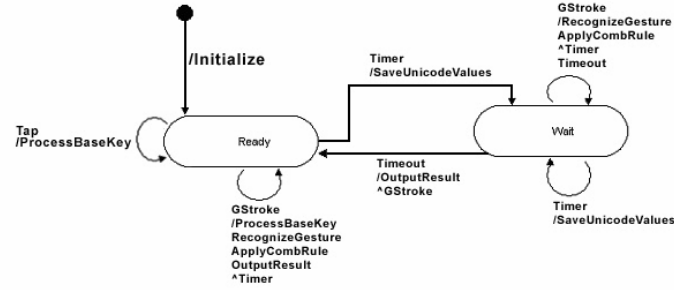 /Initialize
GStroke
/RecognizeGesture
ApplyCombRule
^Timer
Timeout
Timer
/SaveUnicodeValues
Tap
/ProcessBaseKey
Ready
Wait
Timeout
/OutputResult
^GStroke
GStroke
/ProcessBaseKey
RecognizeGesture
ApplyCombRule
OutputResult
^Timer
Timer
/SaveUnicodeValues